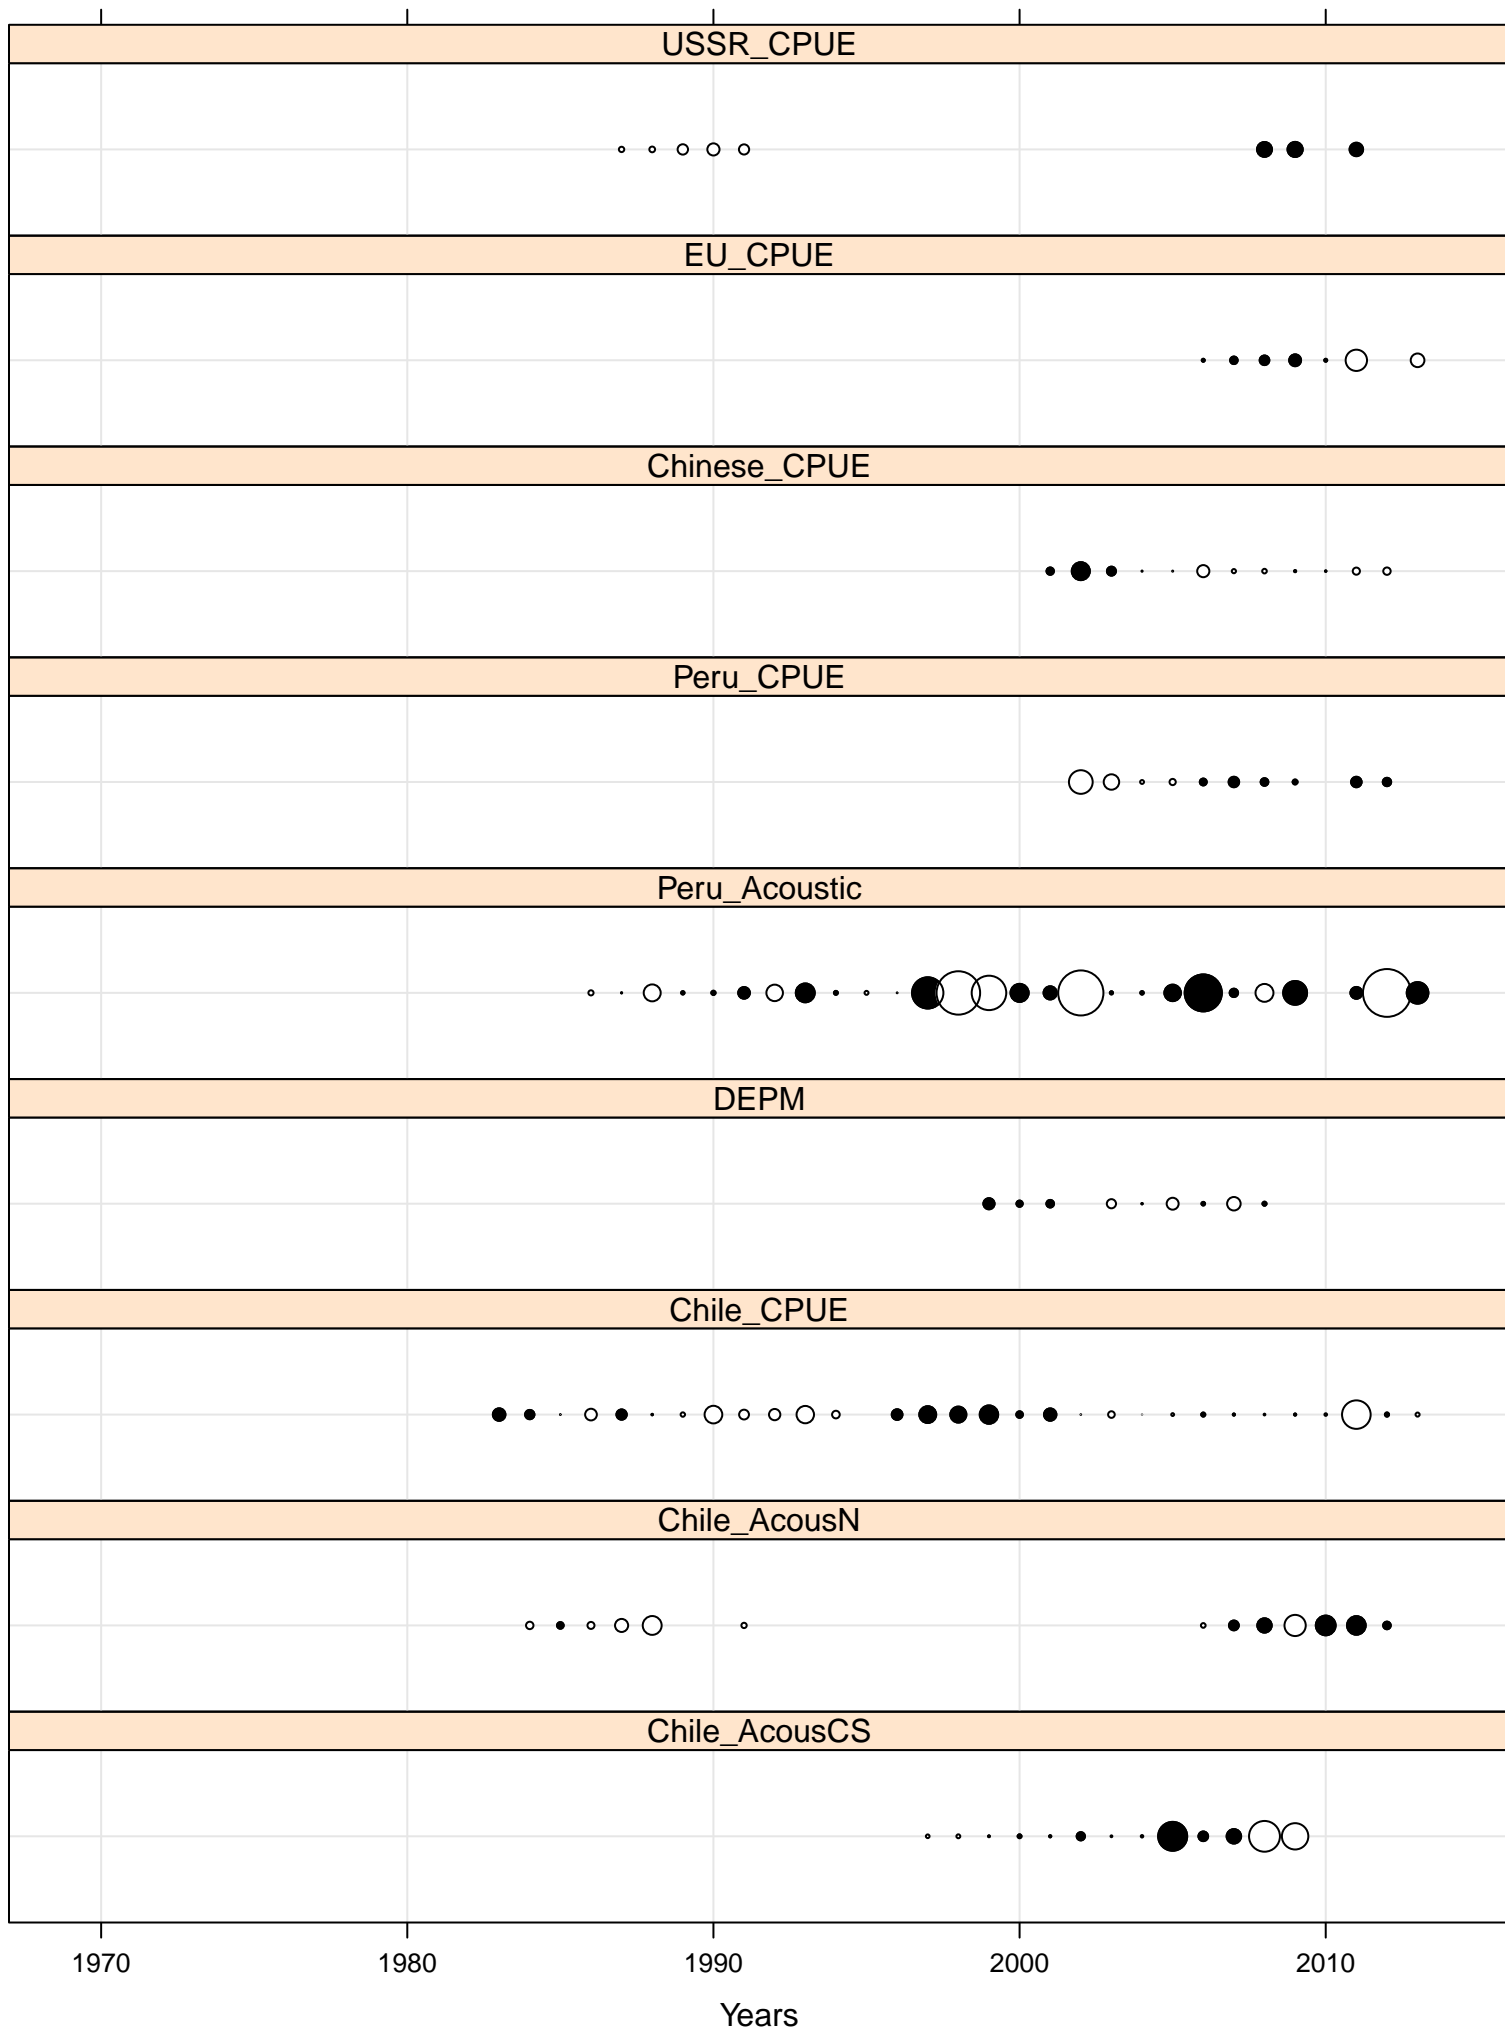 USSR_CPUE
EU_CPUE
Chinese_CPUE
Peru_CPUE
Peru_Acoustic
DEPM
Chile_CPUE
Chile_AcousN
Chile_AcousCS
1970 1980 1990 2000 2010
Years